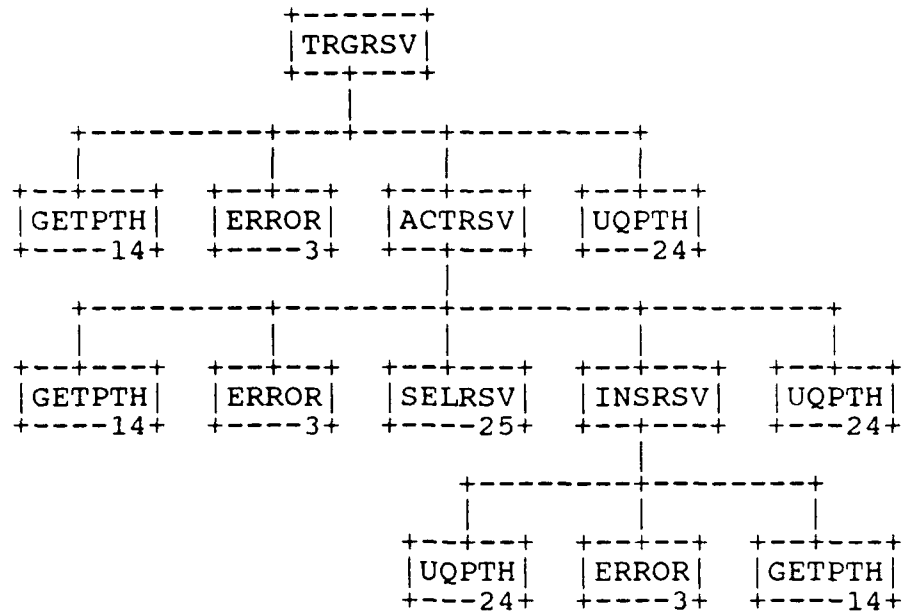 TRGRSV
GETPTH ERROR ACTRSV UQPTH
14 3 24
GETPTH ERROR SELRSV INSRSV UQPTH
14 3 25 24
UQPTH ERROR GETPTH
24 3 14